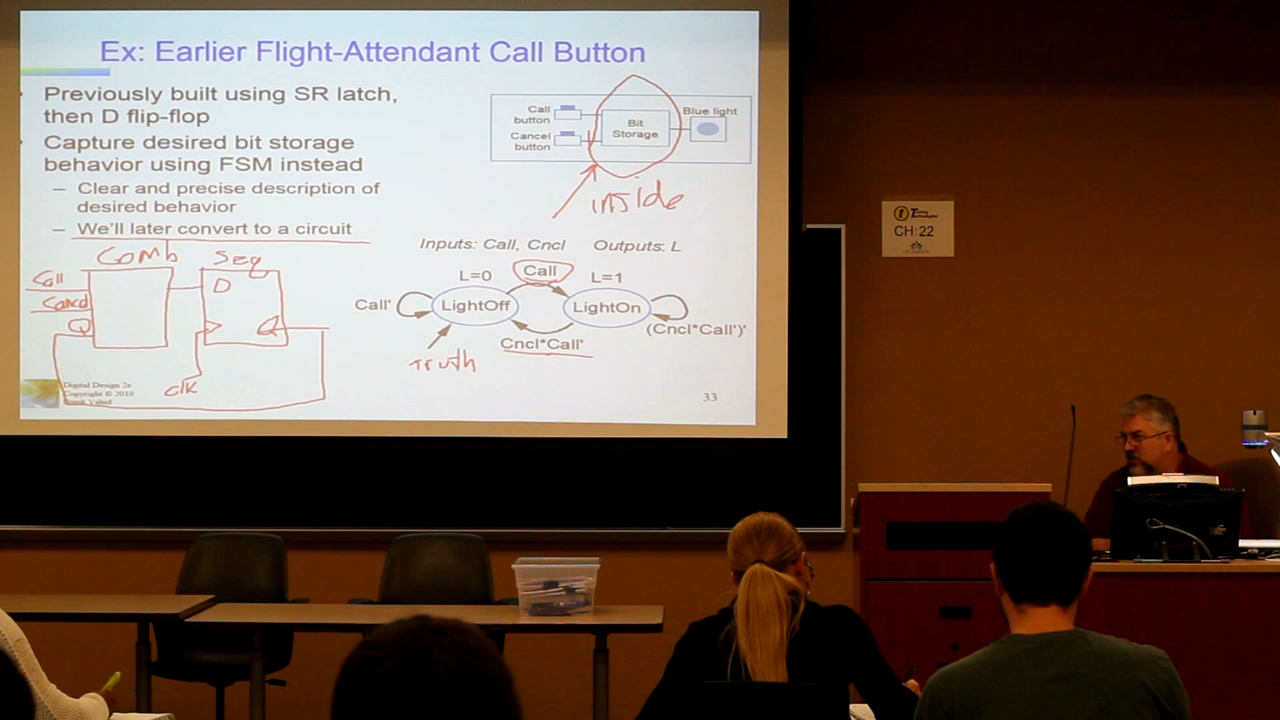 Ex: Earlier Flight-Attendant Call Button
Previously built using SR latch,
then D flip-flop
Capture desired bit storage
behavior using FSM instead
– Clear and precise description of
desired behavior
– We'll later convert to a circuit
Call
button
Cancel
button
Bit
Storage
Blue light
inside
Inputs: Call, Cncl Outputs: L
L=0
Call
L=1
Call'
LightOff
LightOn
(Cncl*Call')'
Cncl*Call'
Truth
Comb
Seq
Call
Cancel
Q
D
Q
clk
Digital Design 2e
Copyright © 2010
Frank Vahid
33
CH: 22